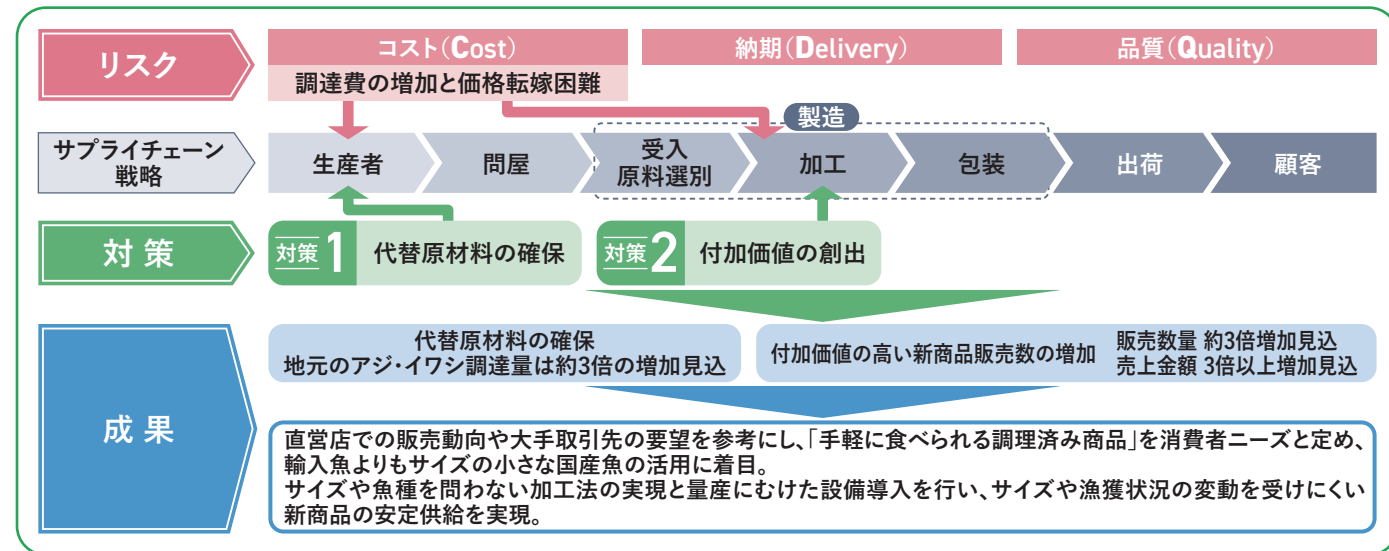 リスク
コスト(Cost)
納期(Delivery)
品質(Quality)
調達費の増加と価格転嫁困難
製造
サプライチェーン
戦略
生産者
問屋
受入
原料選別
加工
包装
出荷
顧客
対策
対策1 代替原材料の確保
対策2 付加価値の創出
成果
代替原材料の確保
地元のアジ・イワシ調達量は約3倍の増加見込
付加価値の高い新商品販売数の増加
販売数量 約3倍増加見込
売上金額 3倍以上増加見込
直営店での販売動向や大手取引先の要望を参考にし、「手軽に食べられる調理済み商品」を消費者ニーズと定め、
輸入魚よりもサイズの小さな国産魚の活用に着目。
サイズや魚種を問わない加工法の実現と量産にむけた設備導入を行い、サイズや漁獲状況の変動を受けにくい
新商品の安定供給を実現。